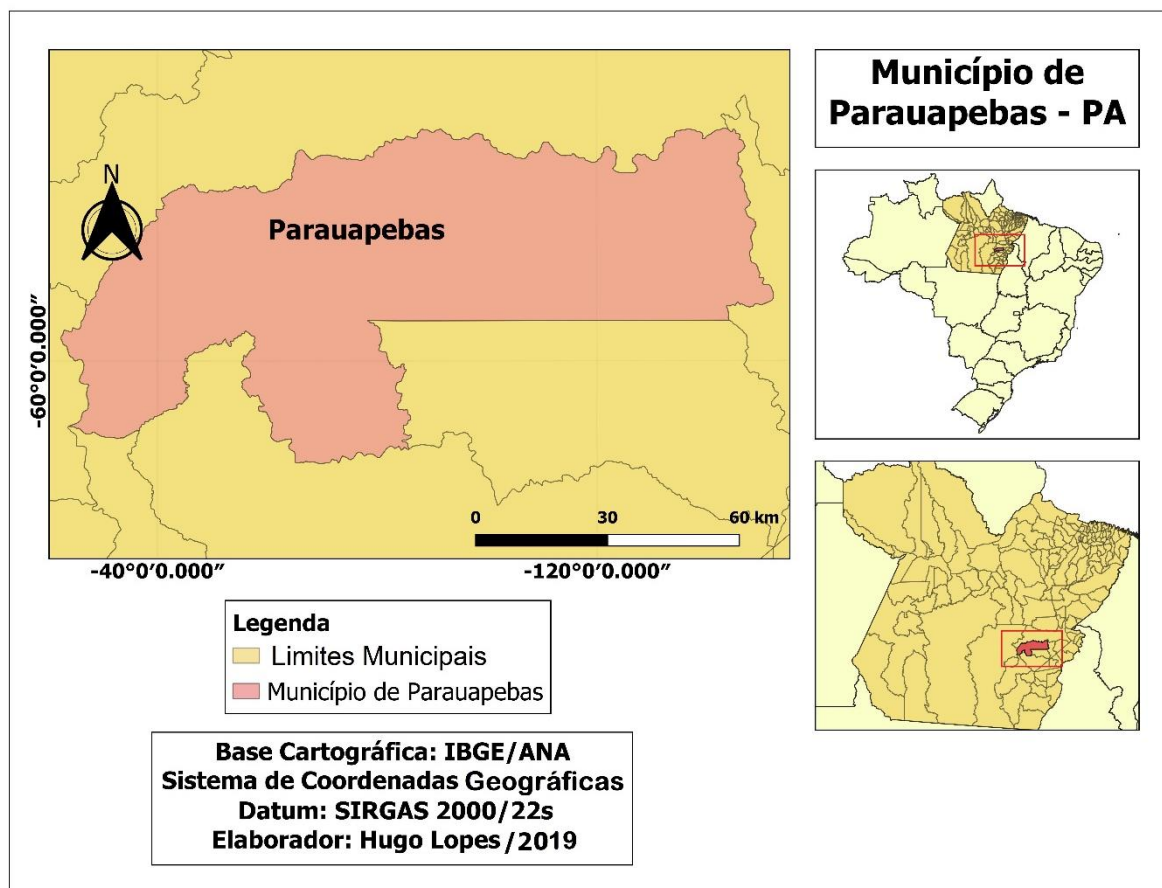 Município de
Parauapebas - PA
N
Parauapebas
-60°0'0.000"
0 30 60 km
-40°0'0.000" -120°0'0.000"
Legenda
Limites Municipais
Município de Parauapebas
Base Cartográfica: IBGE/ANA
Sistema de Coordenadas Geográficas
Datum: SIRGAS 2000/22s
Elaborador: Hugo Lopes/2019